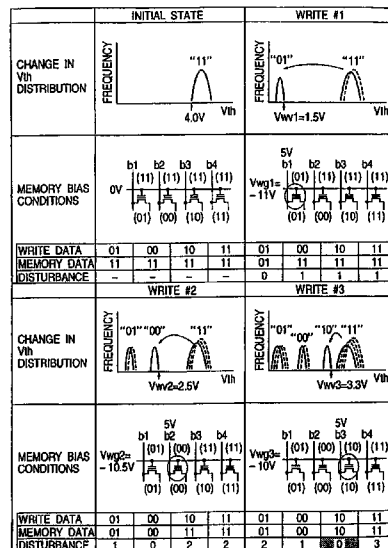 INITIAL STATE
WRITE #1
CHANGE IN Vth DISTRIBUTION
FREQUENCY
"11"
4.0V
Vth
FREQUENCY
"01"
"11"
Vwv1=1.5V
Vth
MEMORY BIAS CONDITIONS
0V
b1 b2 b3 b4
(11) (11) (11) (11)
(01) (00) (10) (11)
5V
Vwg1= -11V
b1 b2 b3 b4
(01) (11) (11) (11)
(01) (00) (10) (11)
WRITE DATA 01 00 10 11 01 00 10 11
MEMORY DATA 11 11 11 11 01 11 11 11
DISTURBANCE - - - - 0 1 1 1
WRITE #2
WRITE #3
CHANGE IN Vth DISTRIBUTION
FREQUENCY
"01" "00" "11"
Vwv2=2.5V
Vth
FREQUENCY
"01" "00" "10" "11"
Vwv3=3.3V
Vth
MEMORY BIAS CONDITIONS
Vwg2= -10.5V
5V
b1 b2 b3 b4
(01) (00) (11) (11)
(01) (00) (10) (11)
Vwg3= -10V
5V
b1 b2 b3 b4
(01) (00) (10) (11)
(01) (00) (10) (11)
WRITE DATA 01 00 10 11 01 00 10 11
MEMORY DATA 01 00 11 11 01 00 10 11
DISTURBANCE 1 0 2 2 2 1 0 3